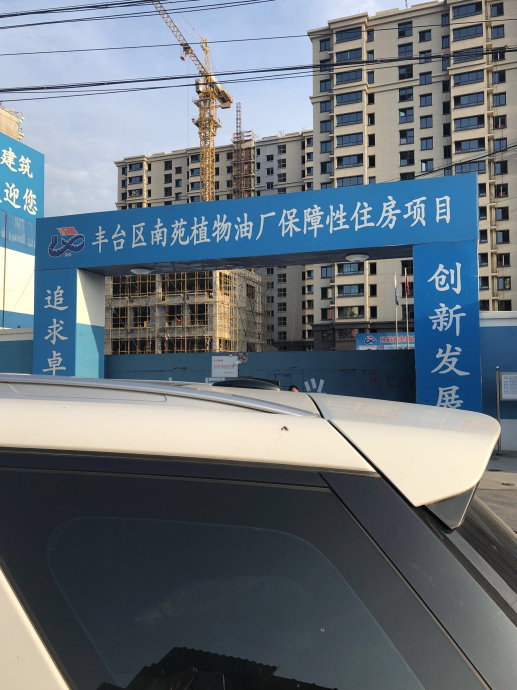 建筑
迎您
丰台区南苑植物油厂保障性住房项目
追求卓
创新发展